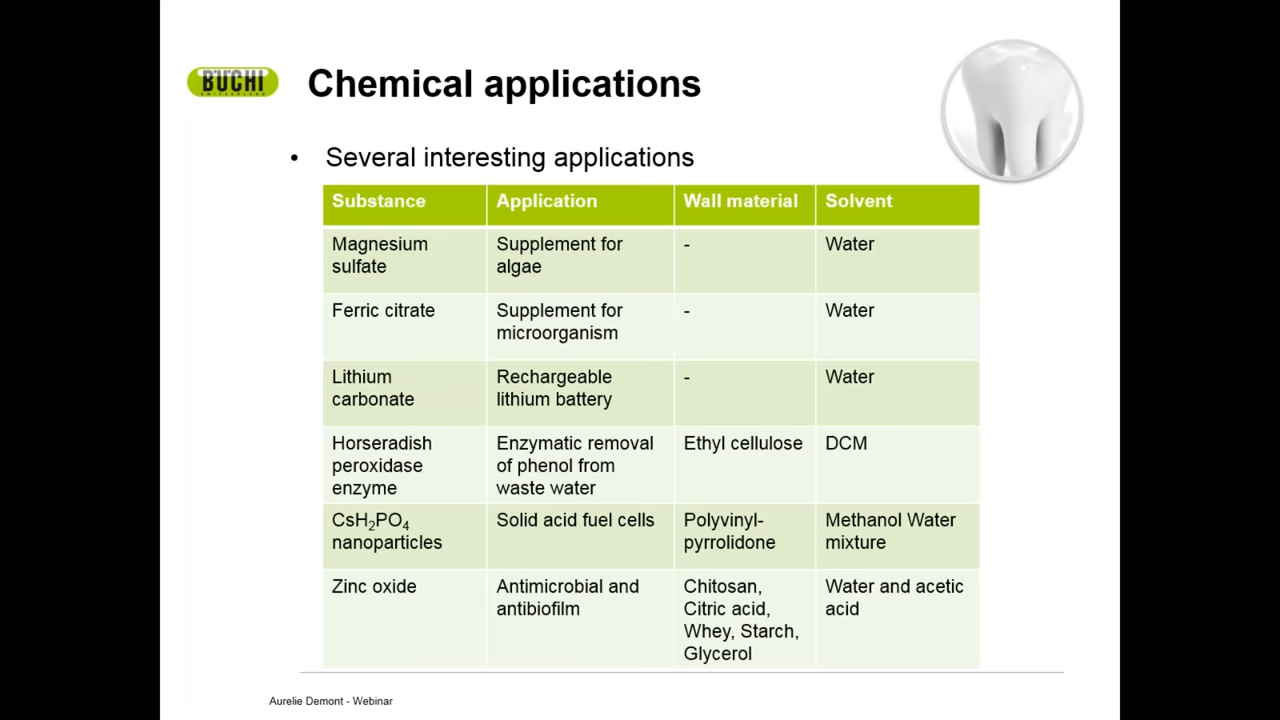 BÜCHI
SWITZERLAND
Chemical applications
• Several interesting applications
Substance Application Wall material Solvent
Magnesium sulfate Supplement for algae - Water
Ferric citrate Supplement for microorganism - Water
Lithium carbonate Rechargeable lithium battery - Water
Horseradish peroxidase enzyme Enzymatic removal of phenol from waste water Ethyl cellulose DCM
CsH₂PO₄ nanoparticles Solid acid fuel cells Polyvinyl-pyrrolidone Methanol Water mixture
Zinc oxide Antimicrobial and antibiofilm Chitosan, Citric acid, Whey, Starch, Glycerol Water and acetic acid
Aurelie Demont - Webinar